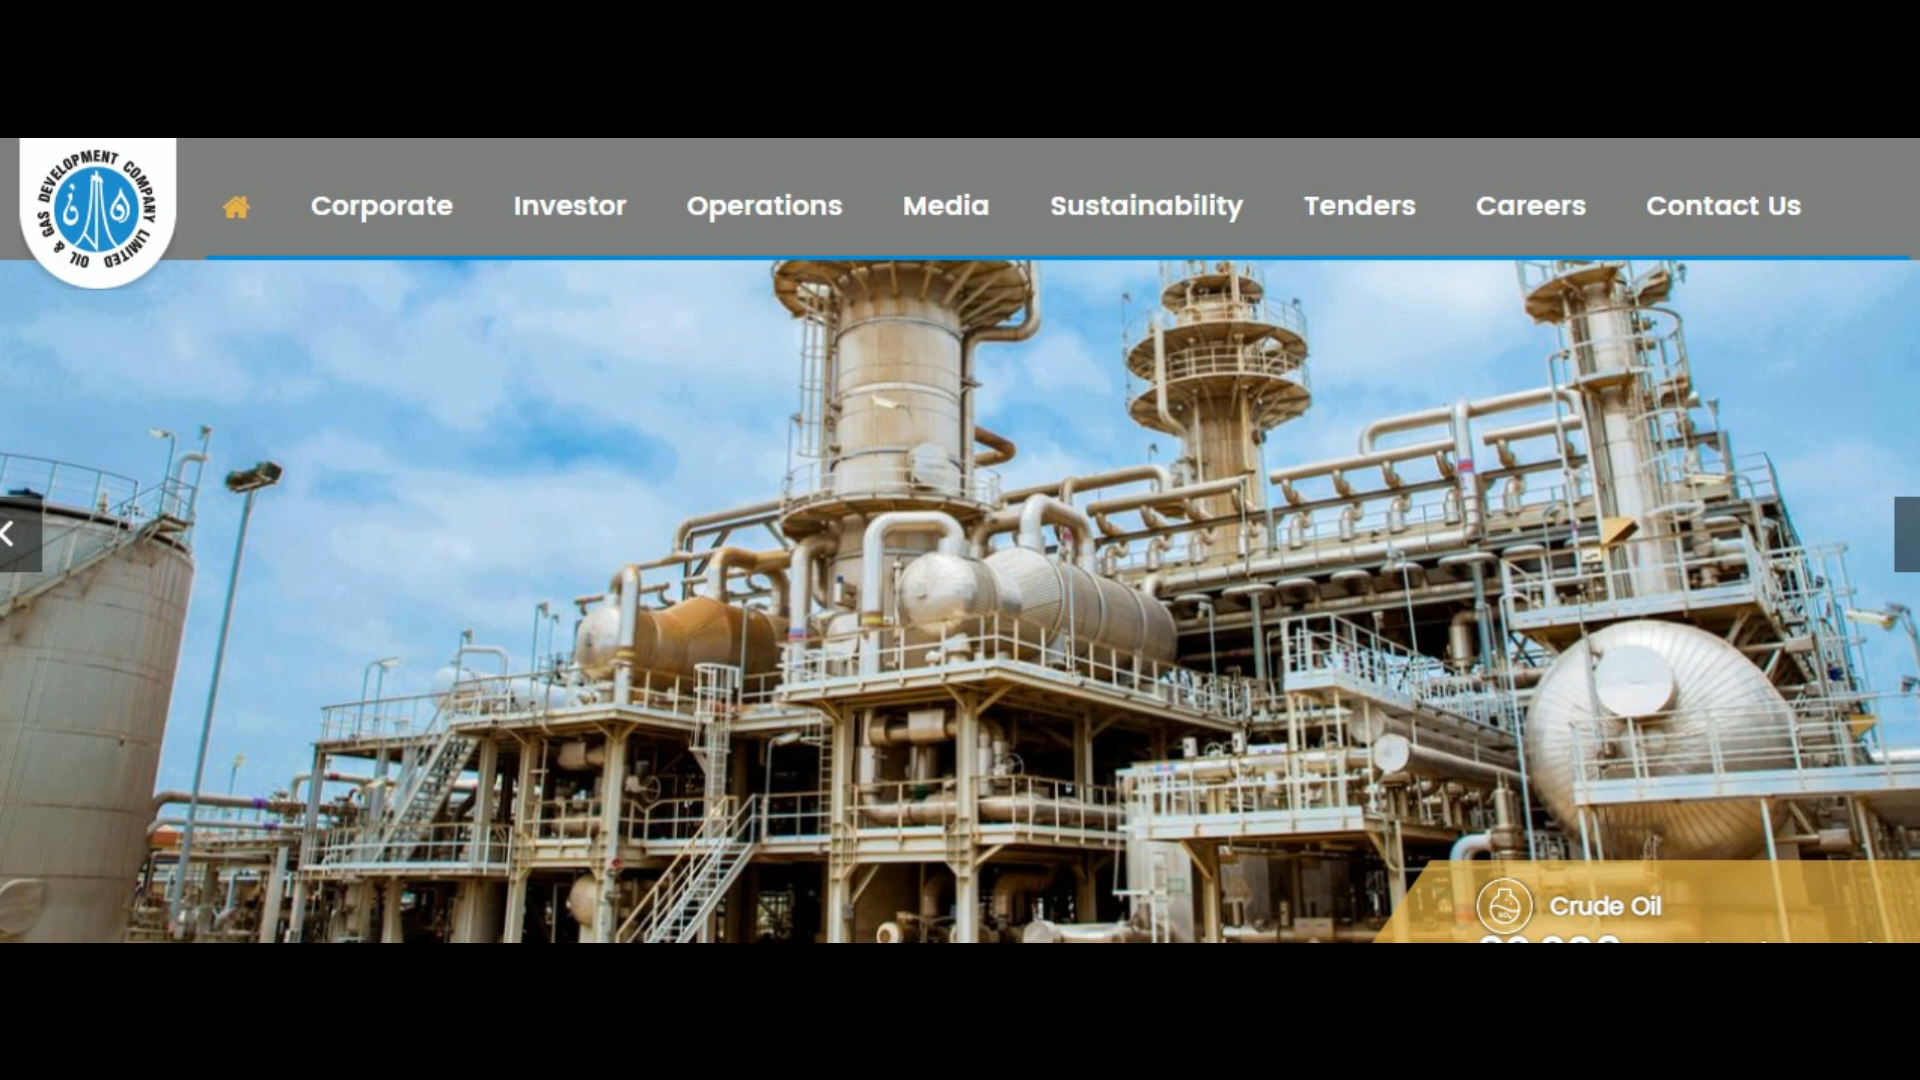 OIL & GAS DEVELOPMENT COMPANY LIMITED
Corporate Investor Operations Media Sustainability Tenders Careers Contact Us
Crude Oil